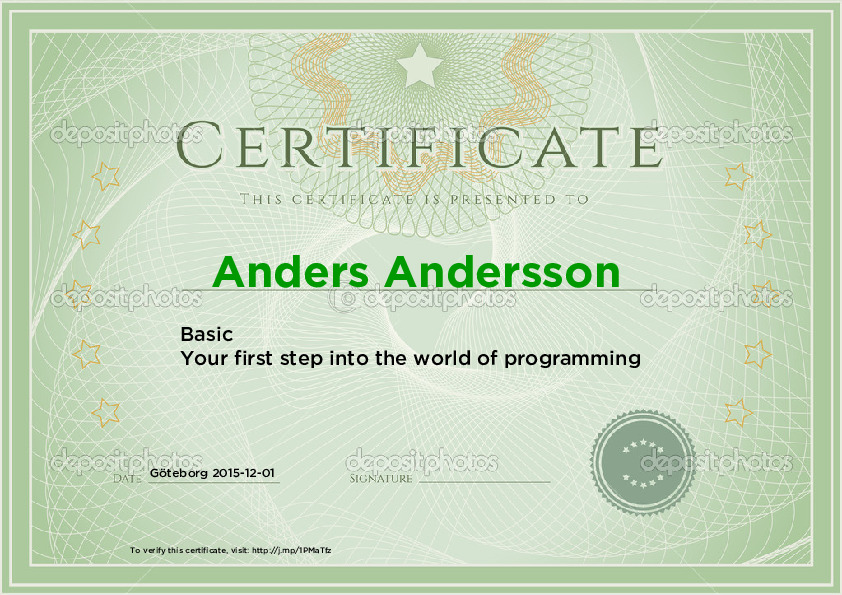 depositphotos depositphotos depositphotos
CERTIFICATE
THIS CERTIFICATE IS PRESENTED TO
Anders Andersson
depositphotos © depositphotos depositphotos
Basic
Your first step into the world of programming
depositphotos depositphotos depositphotos
DATE Göteborg 2015-12-01 SIGNATURE
To verify this certificate, visit: http://j.mp/1PMaTfz